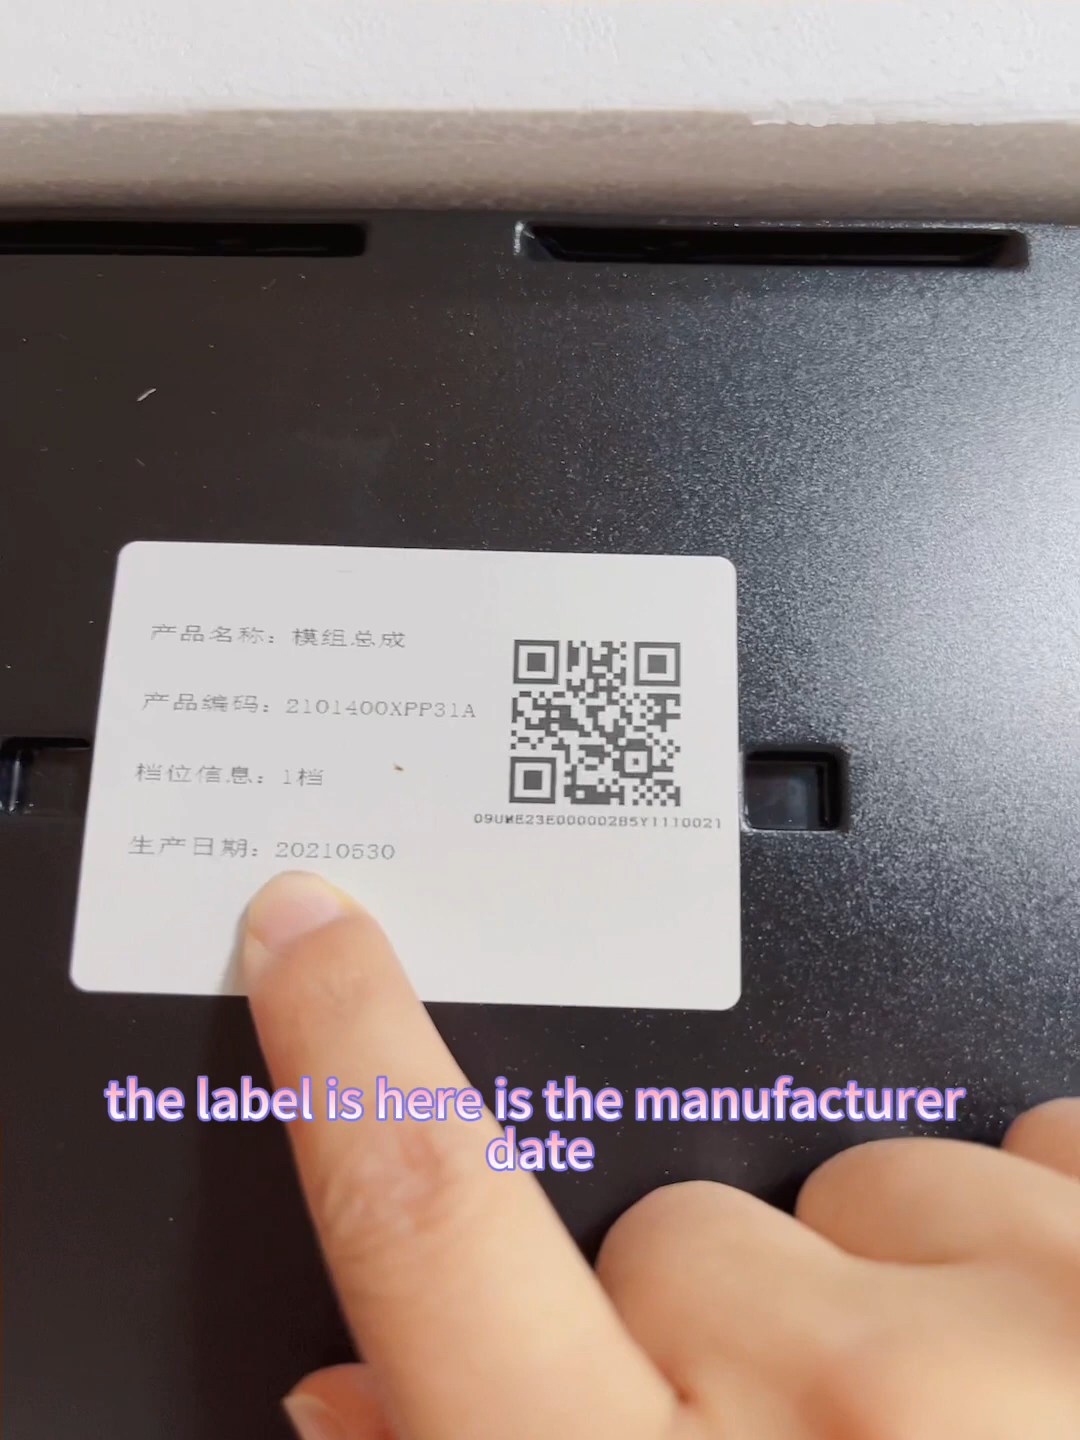 产品名称：模组总成
产品编码：2101400XPP31A
档位信息：1档
生产日期：20210530
09UME23E000002B5Y1110021
the label is here is the manufacturer
date